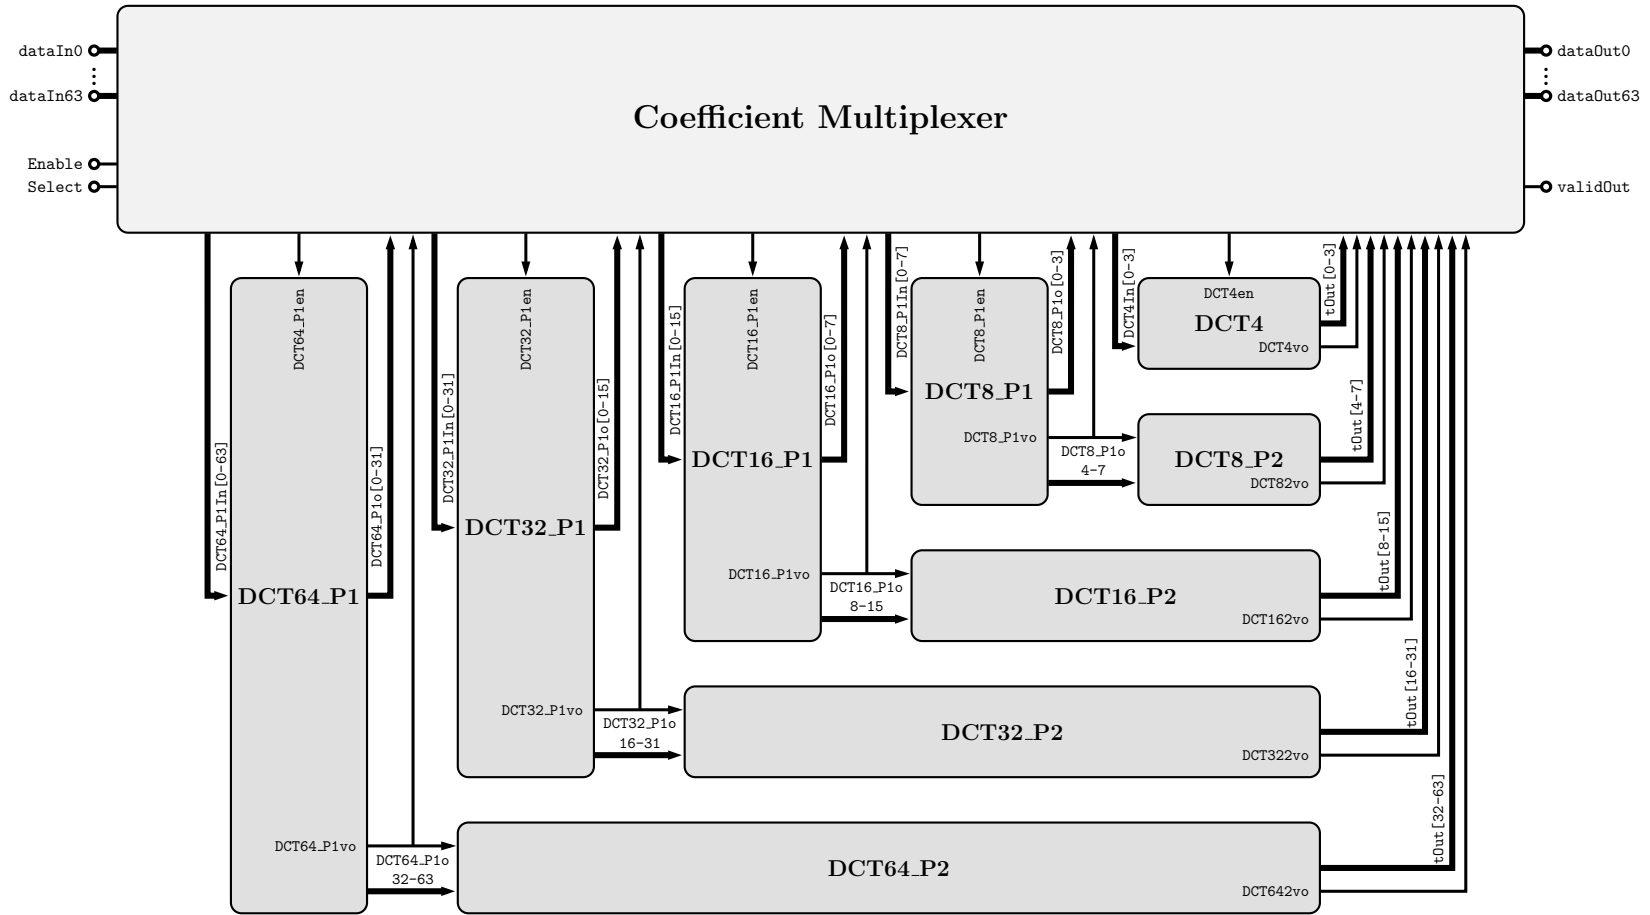 dataIn0
dataIn63
Enable
Select
Coefficient Multiplexer
dataOut0
dataOut63
validOut
DCT64_P1In[0-63]
DCT64_P1en
DCT64_P1
DCT64_P1vo
DCT64_P1o[0-31]
DCT64_P1o
32-63
DCT32_P1In[0-31]
DCT32_P1en
DCT32_P1
DCT32_P1vo
DCT32_P1o[0-15]
DCT32_P1o
16-31
DCT16_P1In[0-15]
DCT16_P1en
DCT16_P1
DCT16_P1vo
DCT16_P1o[0-7]
DCT16_P1o
8-15
DCT8_P1In[0-7]
DCT8_P1en
DCT8_P1
DCT8_P1vo
DCT8_P1o[0-3]
DCT8_P1o
4-7
DCT4In[0-3]
DCT4en
DCT4
DCT4vo
tOut[0-3]
DCT8_P2
DCT82vo
tOut[4-7]
DCT16_P2
DCT162vo
tOut[8-15]
DCT32_P2
DCT322vo
tOut[16-31]
DCT64_P2
DCT642vo
tOut[32-63]